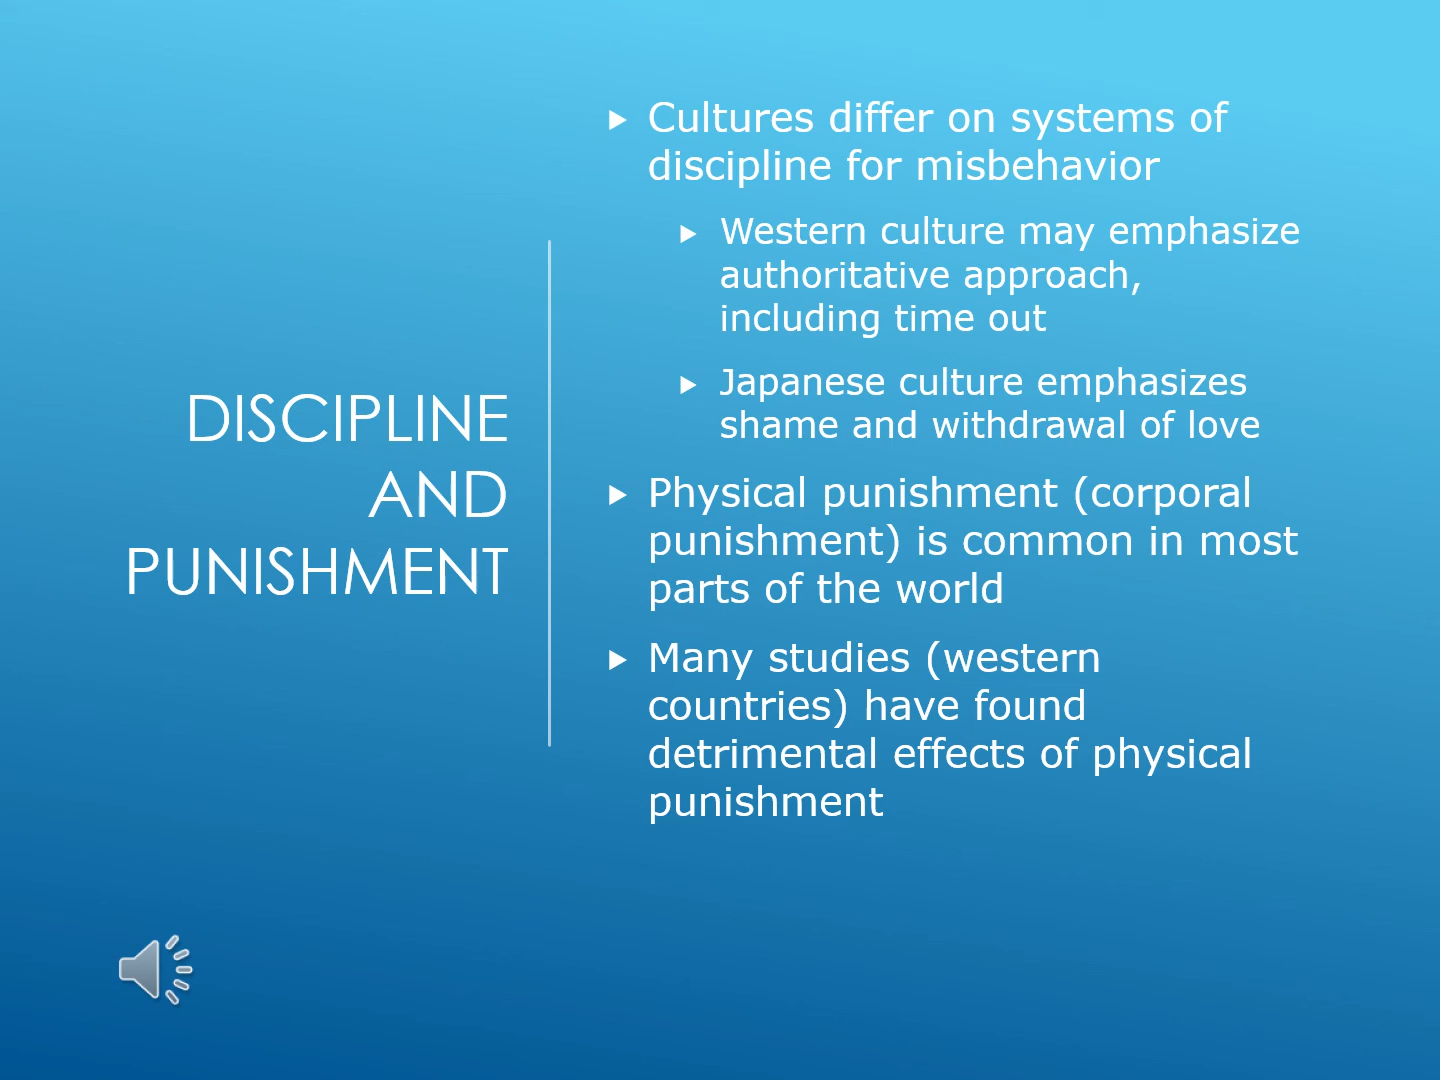 DISCIPLINE
AND
PUNISHMENT
Cultures differ on systems of
discipline for misbehavior
Western culture may emphasize
authoritative approach,
including time out
Japanese culture emphasizes
shame and withdrawal of love
Physical punishment (corporal
punishment) is common in most
parts of the world
Many studies (western
countries) have found
detrimental effects of physical
punishment